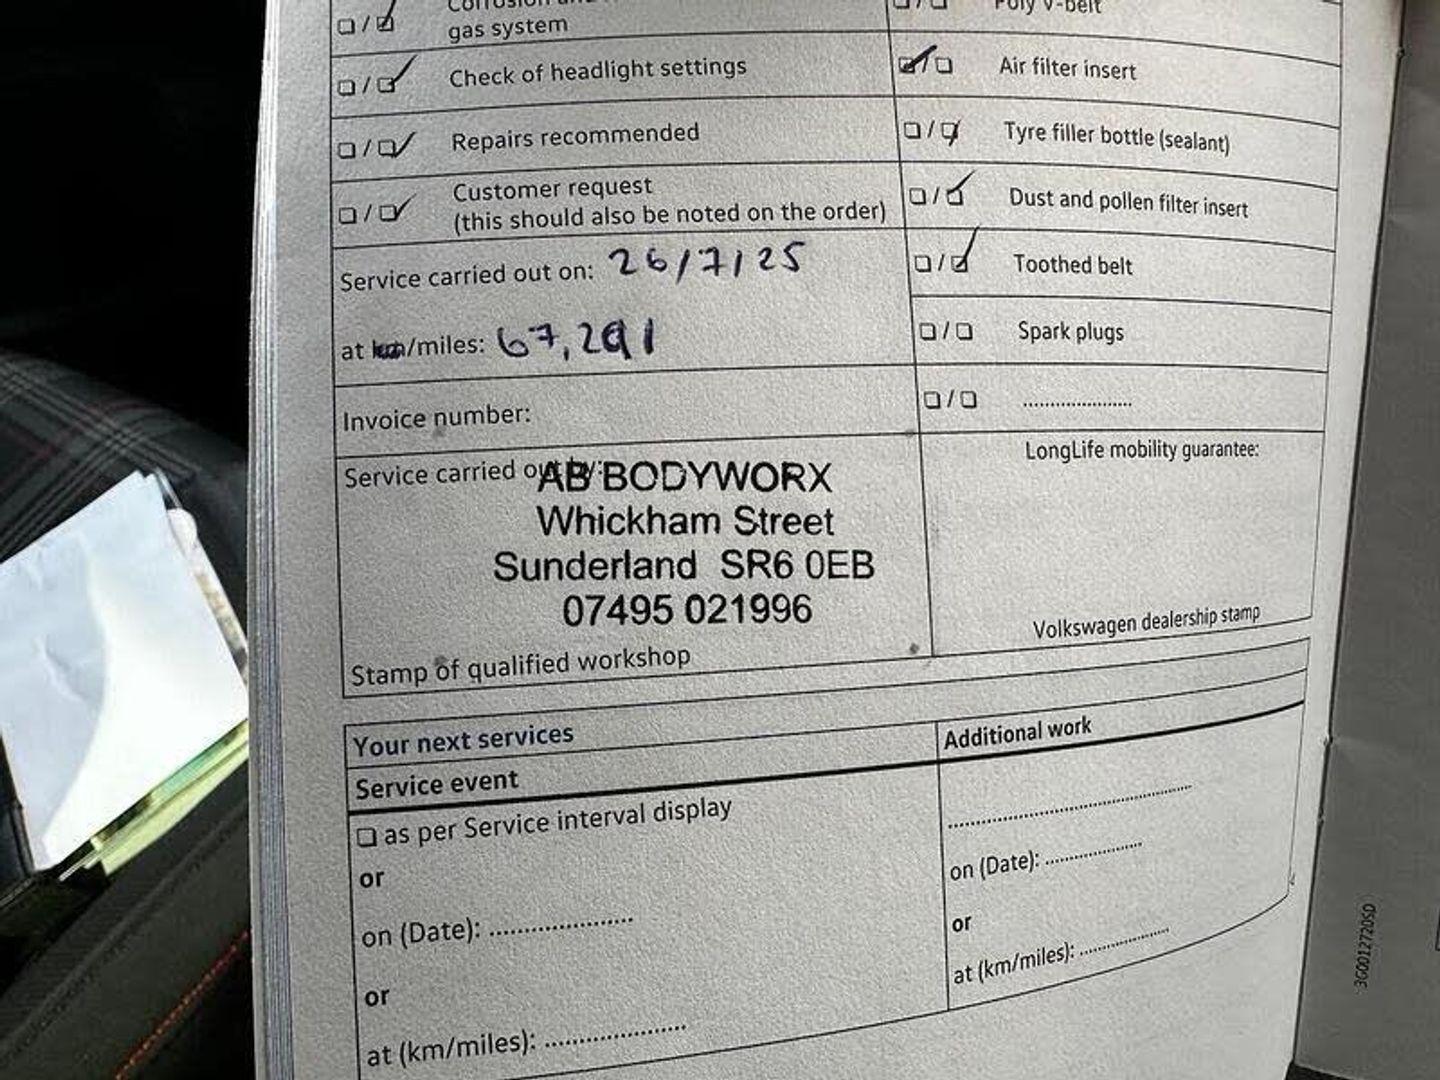 gas system
Poly V-belt
Check of headlight settings
Air filter insert
Repairs recommended
Tyre filler bottle (sealant)
Customer request
(this should also be noted on the order)
Dust and pollen filter insert
Service carried out on: 26/7/25
Toothed belt
at km/miles: 67,291
Spark plugs
Invoice number:
......................
Service carried out by:
AB BODYWORX
Whickham Street
Sunderland SR6 0EB
07495 021996
Stamp of qualified workshop
LongLife mobility guarantee:
Volkswagen dealership stamp
Your next services
Service event
as per Service interval display
or
on (Date): ......................
or
at (km/miles): ......................
Additional work
......................
on (Date): ......................
or
at (km/miles): ......................
3G0012720SD